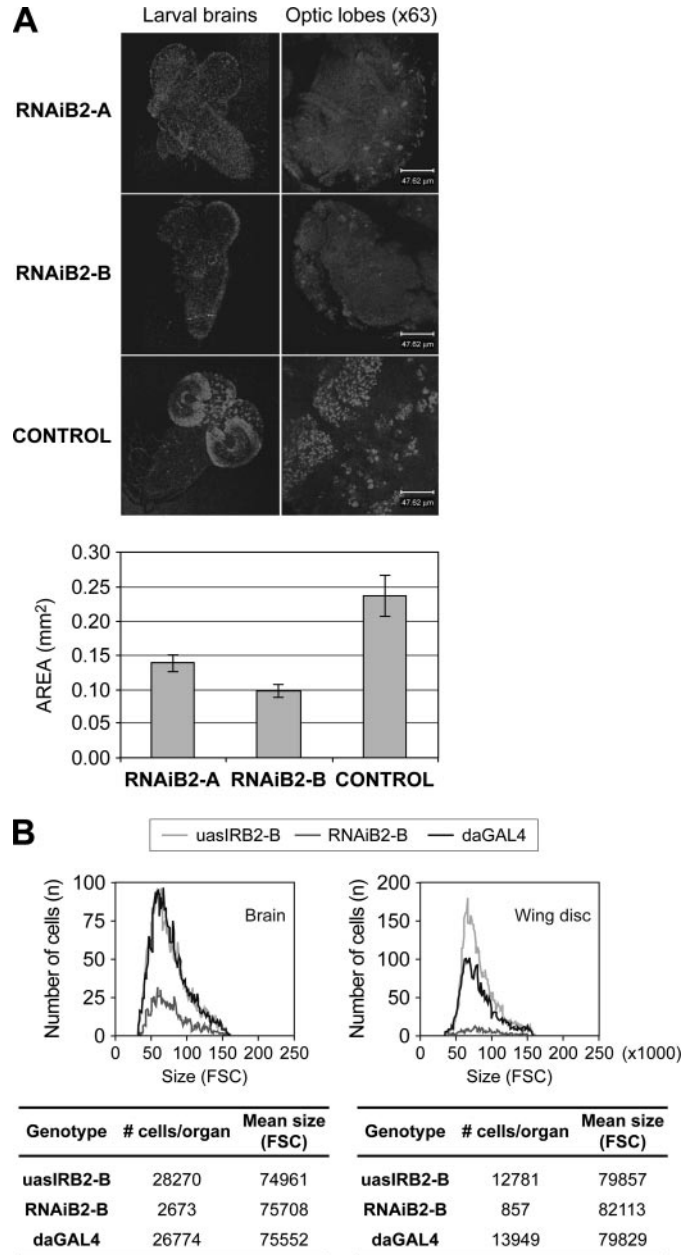 A
Larval brains Optic lobes (x63)
RNAiB2-A
47.62 µm
RNAiB2-B
47.62 µm
CONTROL
47.62 µm
AREA (mm²)
0.30
0.25
0.20
0.15
0.10
0.05
0.00
RNAiB2-A RNAiB2-B CONTROL
B
uasIRB2-B RNAiB2-B daGAL4
Number of cells (n)
100
75
50
25
0
Brain
0 50 100 150 200 250
Size (FSC)
Number of cells (n)
200
150
100
50
0
Wing disc
0 50 100 150 200 250 (x1000)
Size (FSC)
Genotype # cells/organ Mean size (FSC)
uasIRB2-B 28270 74961
RNAiB2-B 2673 75708
daGAL4 26774 75552
Genotype # cells/organ Mean size (FSC)
uasIRB2-B 12781 79857
RNAiB2-B 857 82113
daGAL4 13949 79829